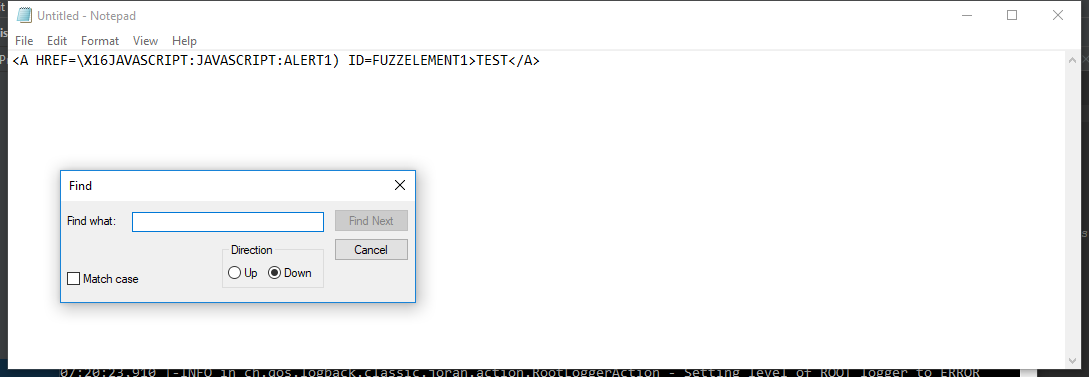 Untitled - Notepad
File Edit Format View Help
<A HREF=\X16JAVASCRIPT:JAVASCRIPT:ALERT1) ID=FUZZELEMENT1>TEST</A>
Find
Find what:
Find Next
Direction
Cancel
Up Down
Match case
07:20:23,910 |-INFO in ch.qos.logback.classic.joran.action.RootLoggerAction - Setting level of ROOT logger to ERROR